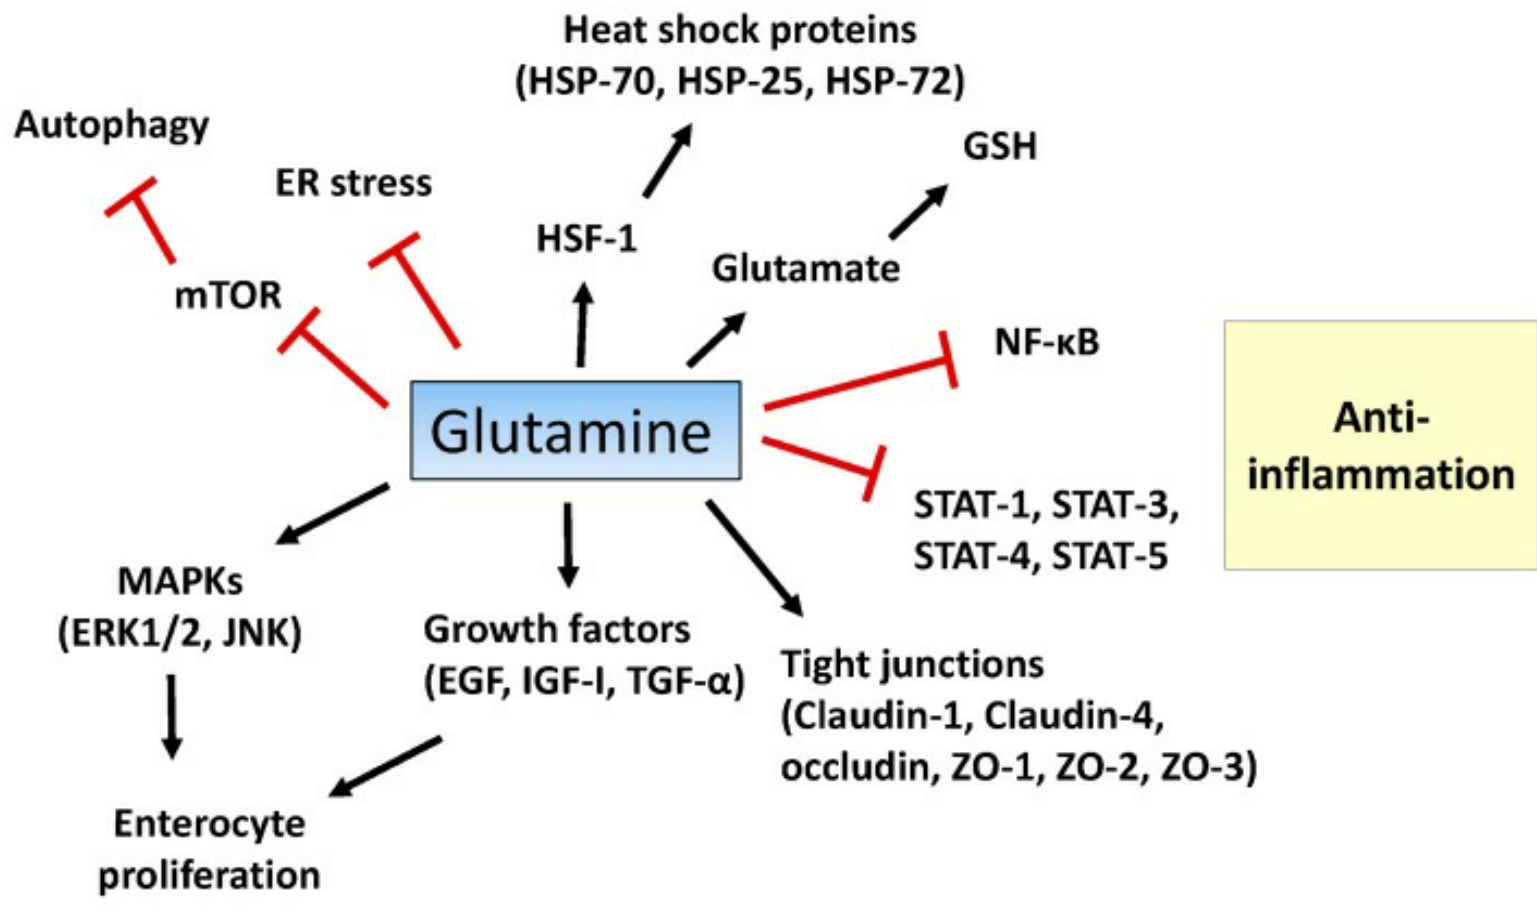 Heat shock proteins
(HSP-70, HSP-25, HSP-72)
Autophagy
GSH
ER stress
HSF-1
Glutamate
mTOR
NF-κB
Glutamine
Anti-
inflammation
STAT-1, STAT-3,
STAT-4, STAT-5
MAPKs
(ERK1/2, JNK)
Growth factors
(EGF, IGF-I, TGF-α)
Tight junctions
(Claudin-1, Claudin-4,
occludin, ZO-1, ZO-2, ZO-3)
Enterocyte
proliferation